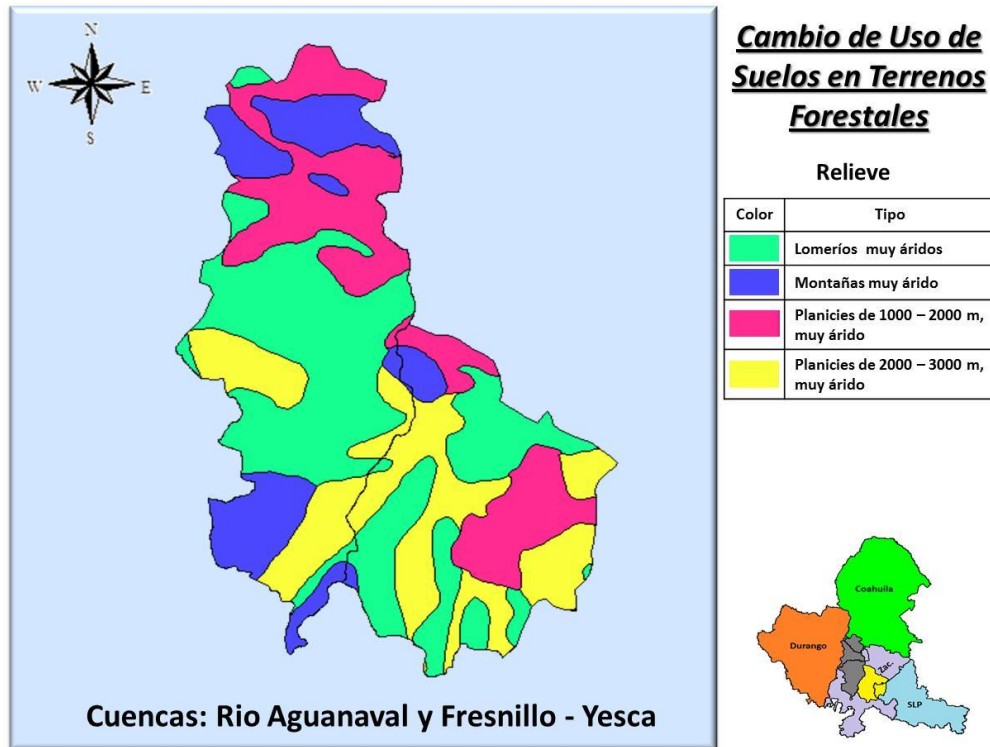 N
W E
S
Cambio de Uso de
Suelos en Terrenos
Forestales
Relieve
Color Tipo
Lomeríos muy áridos
Montañas muy árido
Planicies de 1000 – 2000 m,
muy árido
Planicies de 2000 – 3000 m,
muy árido
Coahuila
Durango
Zac.
SLP
Cuencas: Rio Aguanaval y Fresnillo - Yesca